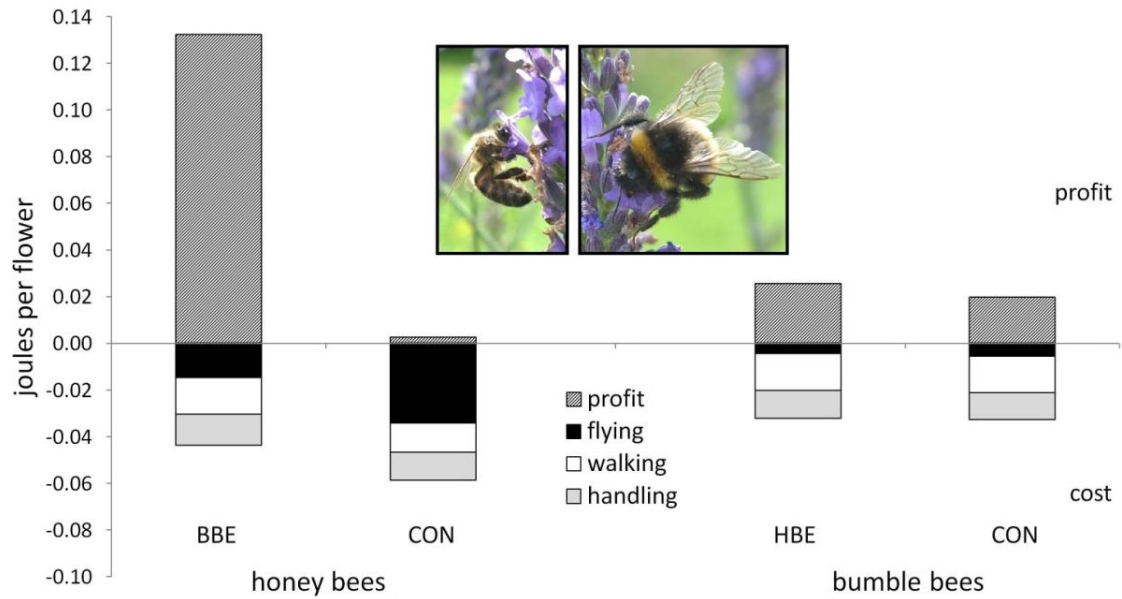 0.14
0.12
0.10
0.08
0.06
0.04
0.02
0.00
-0.02
-0.04
-0.06
-0.08
-0.10
joules per flower
profit
cost
profit
flying
walking
handling
BBE CON HBE CON
honey bees bumble bees